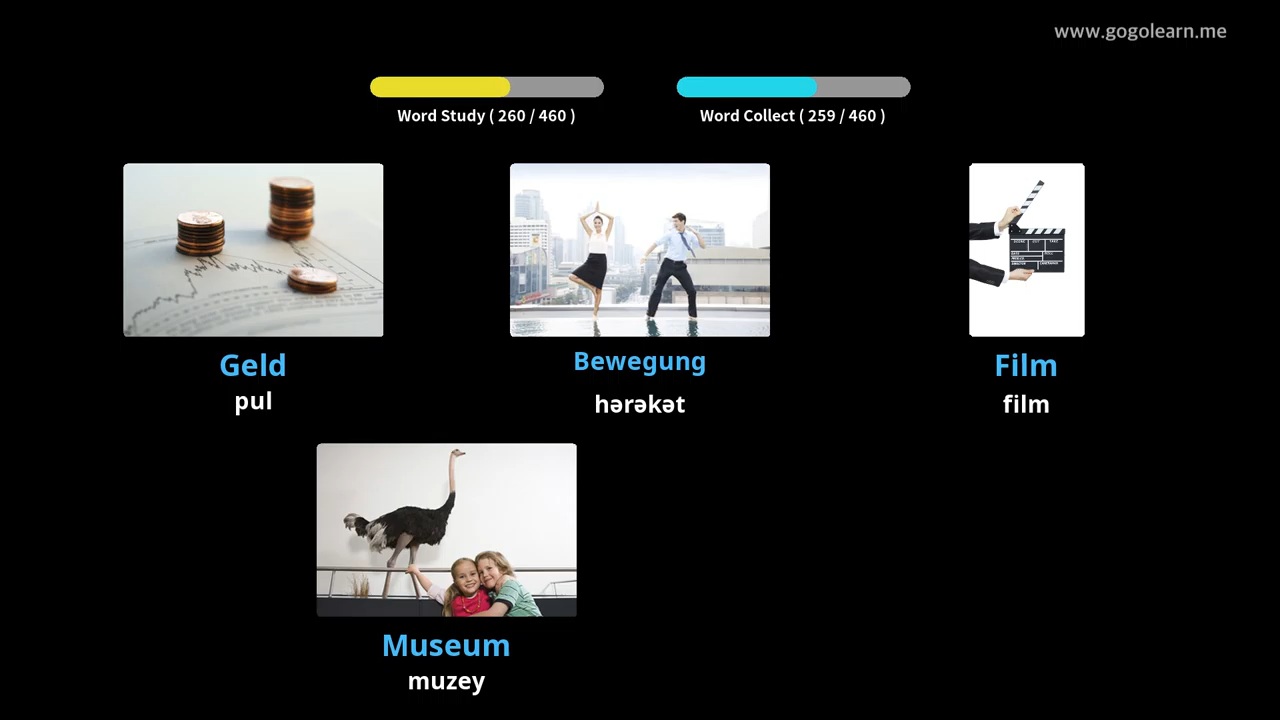 www.gogolearn.me
Word Study ( 260 / 460 )
Word Collect ( 259 / 460 )
Geld
pul
Bewegung
hərəkət
Film
film
Museum
muzey